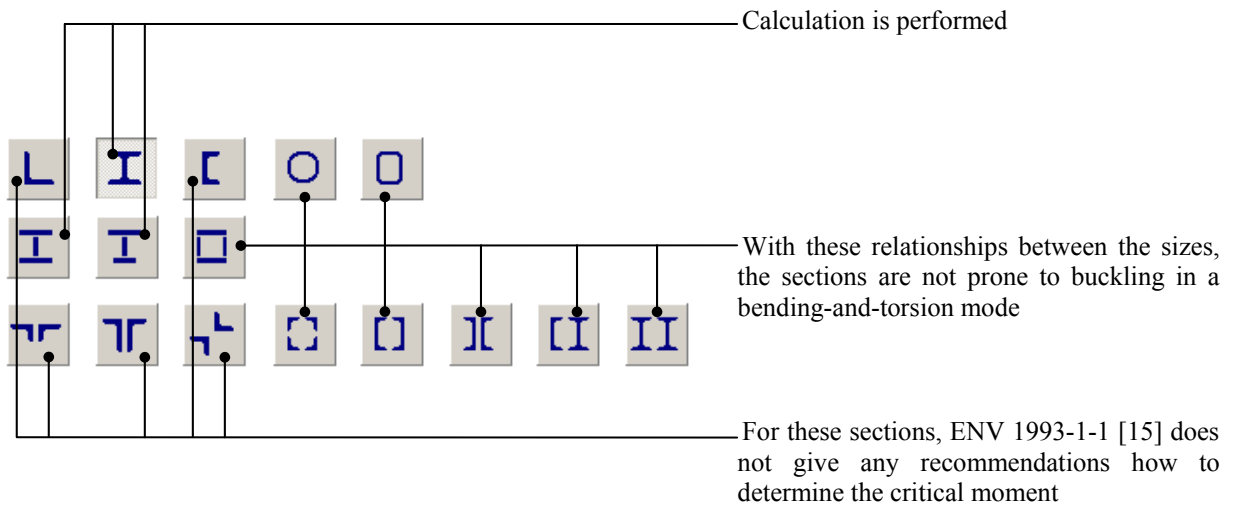 Calculation is performed
With these relationships between the sizes,
the sections are not prone to buckling in a
bending-and-torsion mode
For these sections, ENV 1993-1-1 [15] does
not give any recommendations how to
determine the critical moment